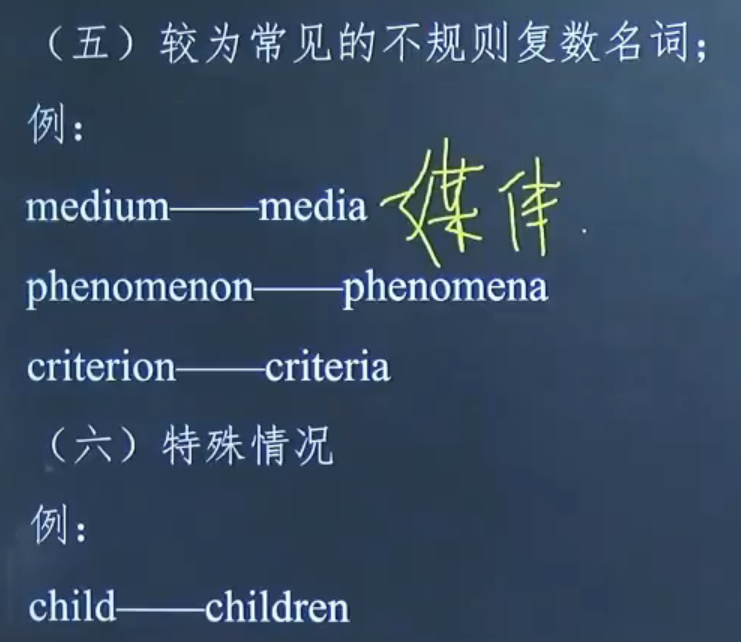 （五）较为常见的不规则复数名词；
例：
medium——media 媒体
phenomenon——phenomena
criterion——criteria
（六）特殊情况
例：
child——children